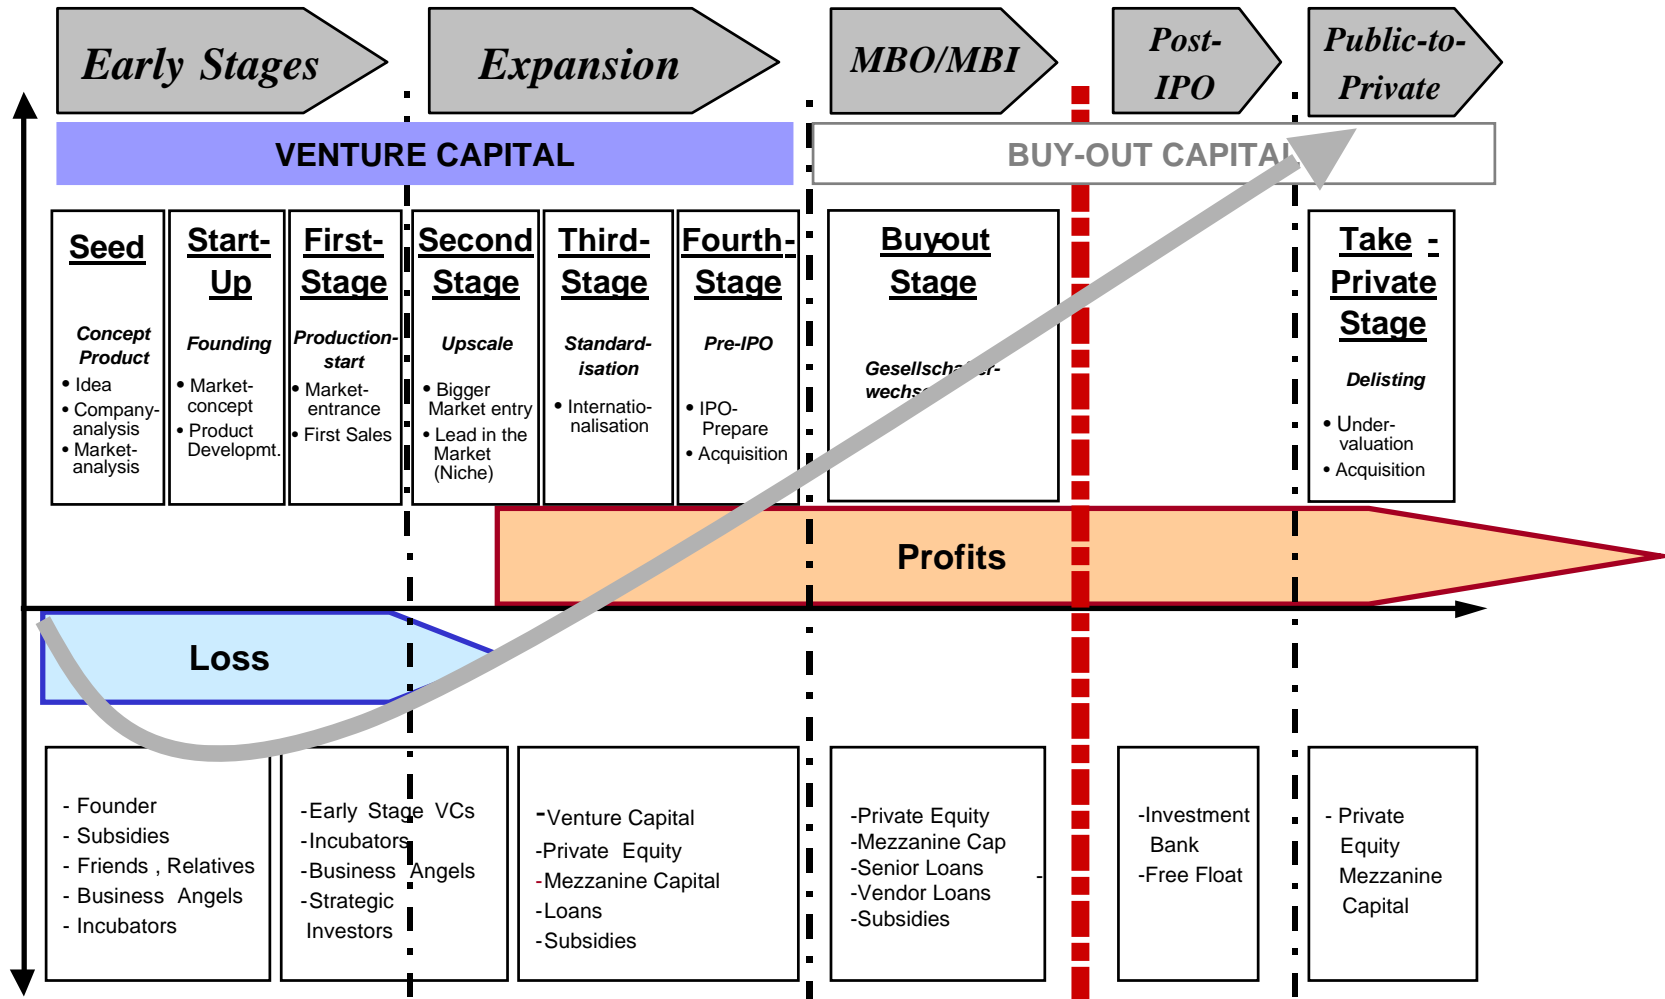 Early Stages
Expansion
MBO/MBI
Post-
IPO
Public-to-
Private
VENTURE CAPITAL
BUY-OUT CAPITAL
Seed
Concept
Product
• Idea
• Company-
analysis
• Market-
analysis
Start-
Up
Founding
• Market-
concept
• Product
Developmt.
First-
Stage
Production-
start
• Market-
entrance
• First Sales
Second
Stage
Upscale
• Bigger
Market entry
• Lead in the
Market
(Niche)
Third-
Stage
Standard-
isation
• Internatio-
nalisation
Fourth-
Stage
Pre-IPO
• IPO-
Prepare
• Acquisition
Buy-out
Stage
Take -
Private
Stage
Delisting
• Under-
valuation
• Acquisition
Profits
Loss
- Founder
- Subsidies
- Friends , Relatives
- Business Angels
- Incubators
-Early Stage VCs
-Incubators
-Business Angels
-Strategic
Investors
-Venture Capital
-Private Equity
-Mezzanine Capital
-Loans
-Subsidies
-Private Equity
-Mezzanine Cap
-Senior Loans
-Vendor Loans
-Subsidies
-
-Investment
Bank
-Free Float
- Private
Equity
Mezzanine
Capital